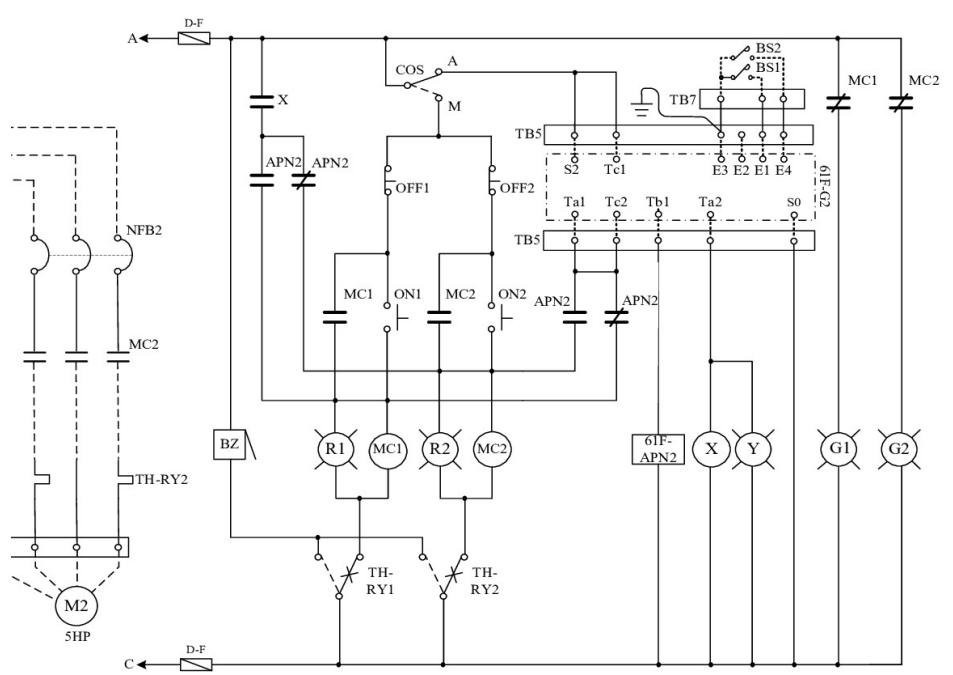 D-F
A
COS
A
M
BS2
BS1
TB7
TB5
S2
Tc1
E3
E2
E1
E4
61F-G2
Ta1
Tc2
Tb1
Ta2
S0
TB5
MC1
MC2
X
APN2
APN2
OFF1
OFF2
NFB2
MC1
ON1
MC2
ON2
APN2
APN2
MC2
BZ
R1
MC1
R2
MC2
61F-
APN2
X
Y
G1
G2
TH-RY2
TH-
RY1
TH-
RY2
M2
5HP
D-F
C